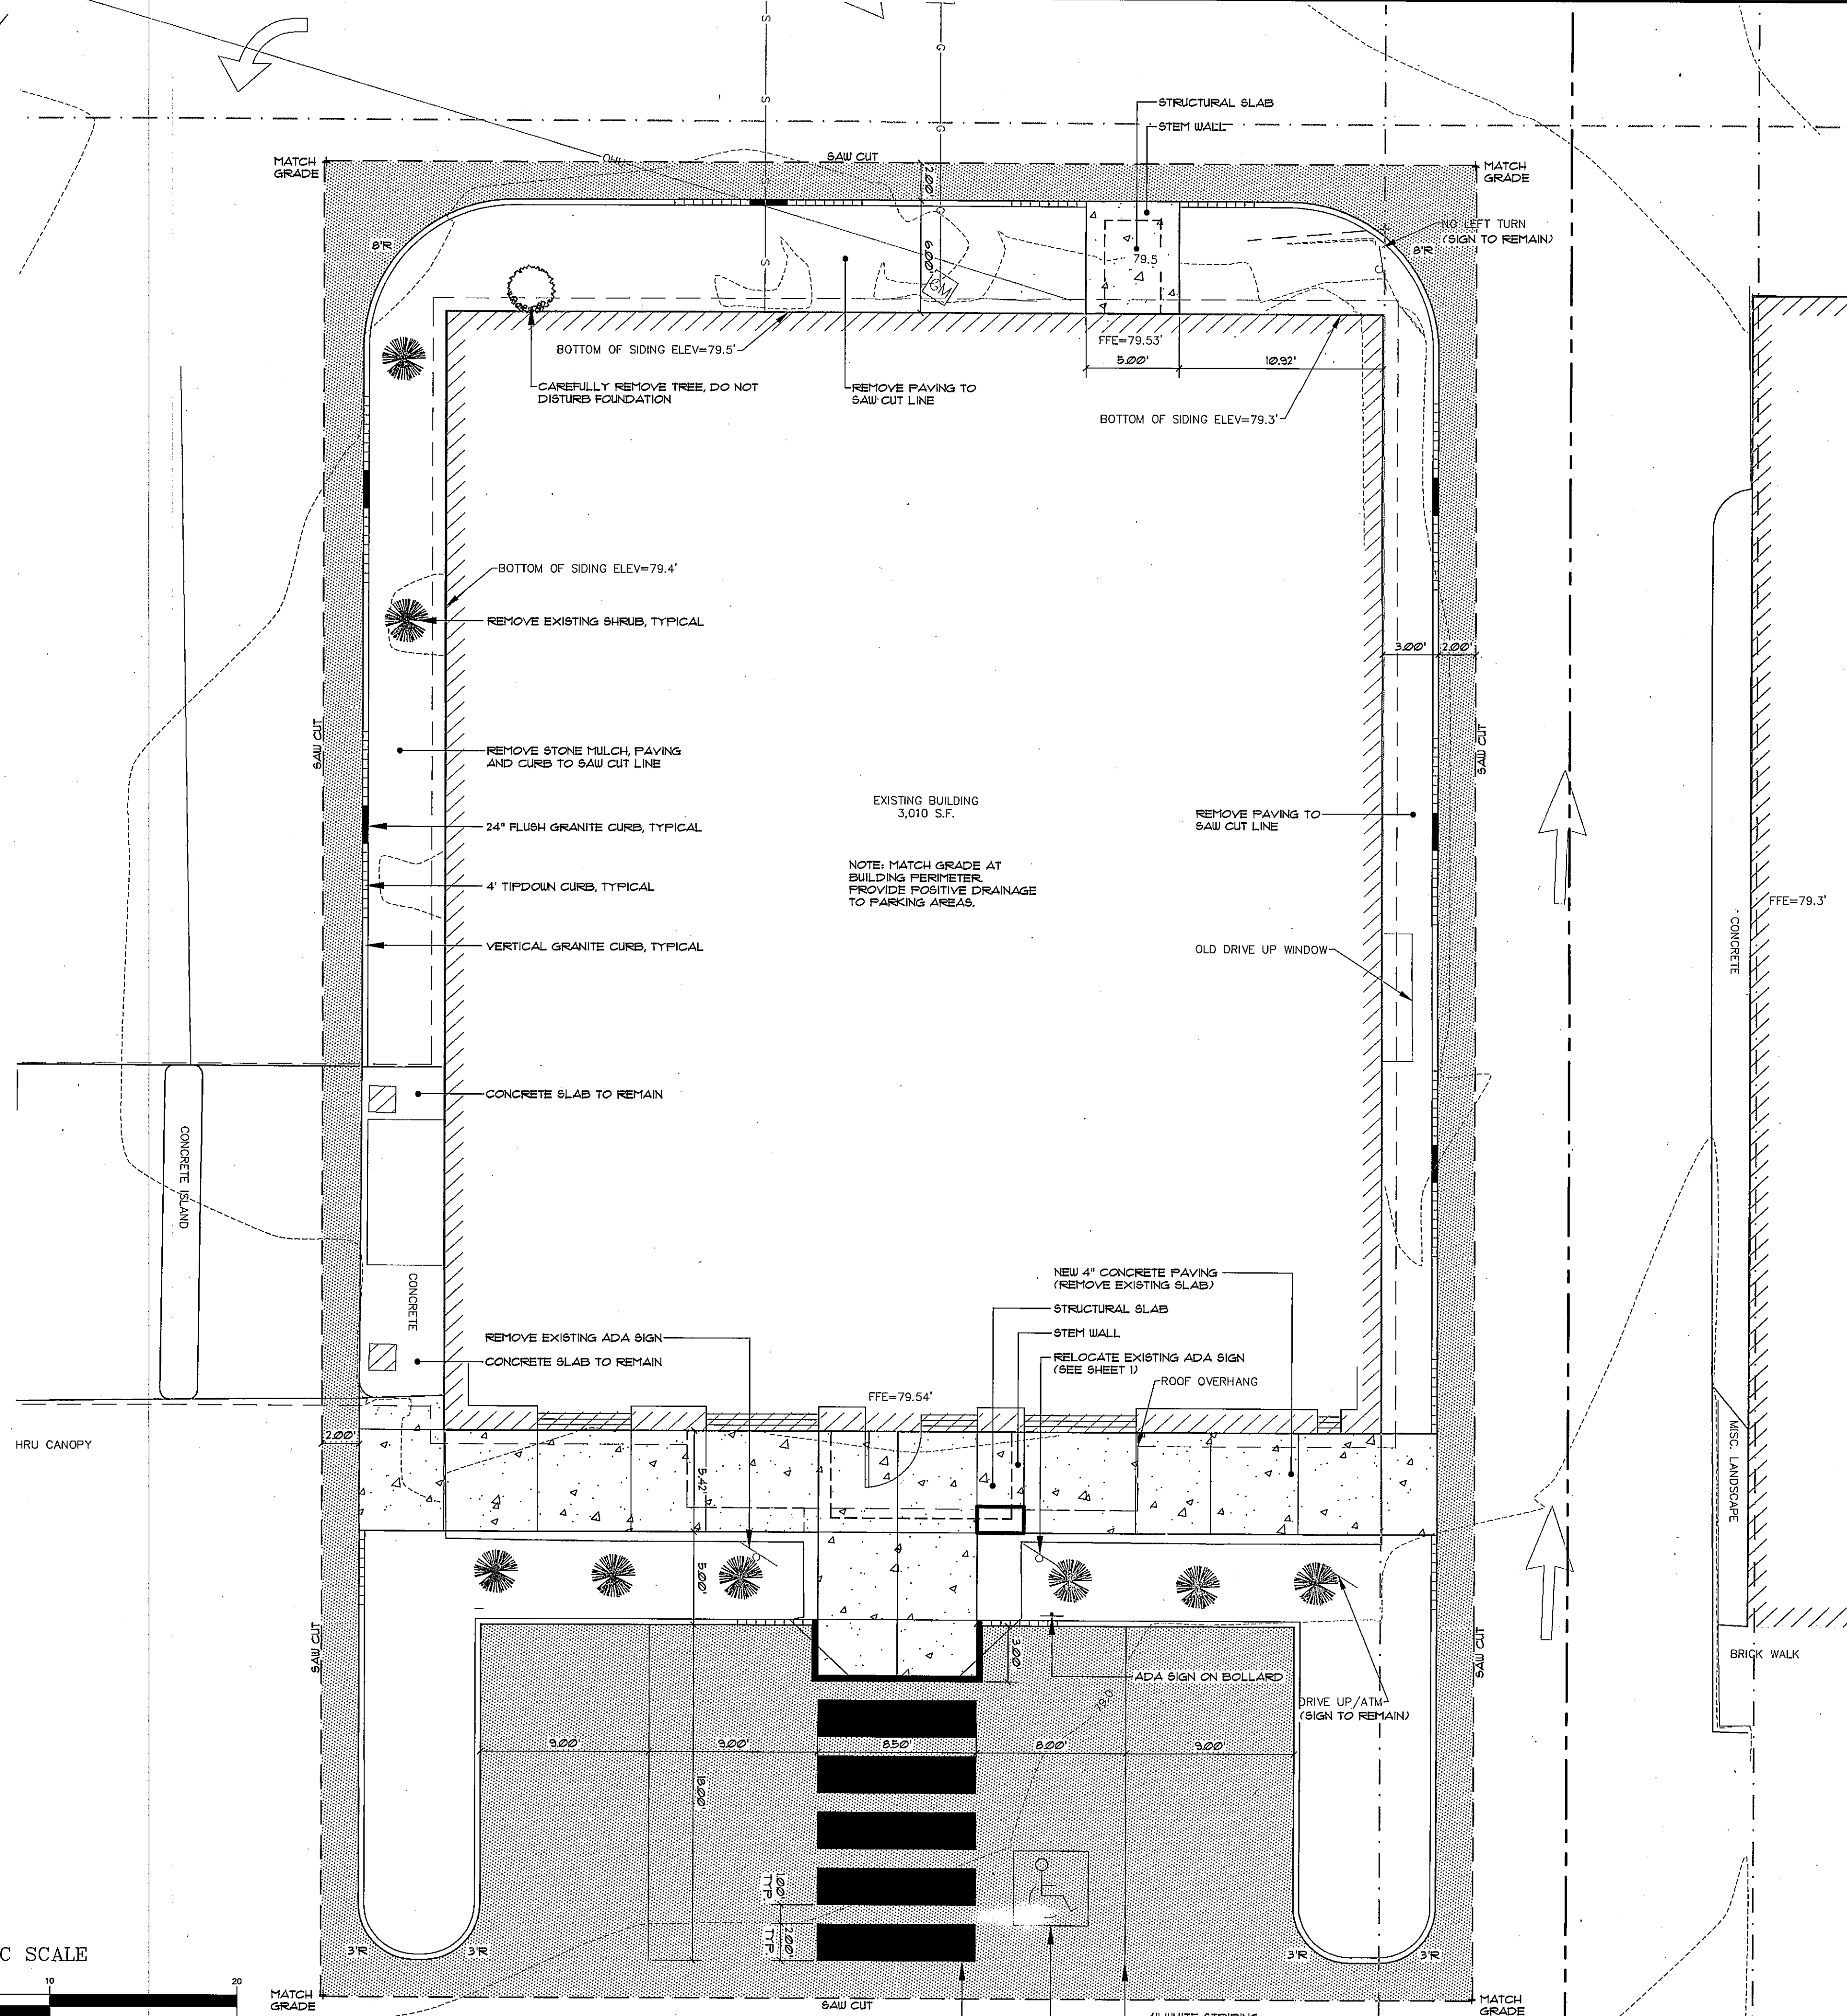 STRUCTURAL SLAB
STEM WALL
S
G
S
G
S
OHU
SAW CUT
MATCH
GRADE
MATCH
GRADE
2.00'
S
G
8'R
6.00'
79.5
NO LEFT TURN
(SIGN TO REMAIN)
8'R
S
GM
BOTTOM OF SIDING ELEV=79.5'
FFE=79.53'
5.00'
10.92'
CAREFULLY REMOVE TREE, DO NOT
DISTURB FOUNDATION
REMOVE PAVING TO
SAW CUT LINE
BOTTOM OF SIDING ELEV=79.3'
BOTTOM OF SIDING ELEV=79.4'
REMOVE EXISTING SHRUB, TYPICAL
3.00'
2.00'
SAW CUT
REMOVE STONE MULCH, PAVING
AND CURB TO SAW CUT LINE
SAW CUT
EXISTING BUILDING
3,010 S.F.
24" FLUSH GRANITE CURB, TYPICAL
REMOVE PAVING TO
SAW CUT LINE
NOTE: MATCH GRADE AT
BUILDING PERIMETER.
PROVIDE POSITIVE DRAINAGE
TO PARKING AREAS.
4' TIPDOWN CURB, TYPICAL
FFE=79.3'
CONCRETE
VERTICAL GRANITE CURB, TYPICAL
OLD DRIVE UP WINDOW
CONCRETE SLAB TO REMAIN
CONCRETE ISLAND
CONCRETE
NEW 4" CONCRETE PAVING
(REMOVE EXISTING SLAB)
STRUCTURAL SLAB
REMOVE EXISTING ADA SIGN
STEM WALL
CONCRETE SLAB TO REMAIN
RELOCATE EXISTING ADA SIGN
(SEE SHEET 1)
ROOF OVERHANG
FFE=79.54'
HRU CANOPY
2.00'
5.42'
MISC. LANDSCAPE
5.00'
SAW CUT
3.00'
SAW CUT
BRICK WALK
ADA SIGN ON BOLLARD
79.0
DRIVE UP/ATM
(SIGN TO REMAIN)
9.00'
9.00'
8.50'
8.00'
9.00'
18.00'
1.00'
TYP.
2.00'
TYP.
3'R
3'R
3'R
3'R
C SCALE
10
20
MATCH
GRADE
SAW CUT
4" WHITE STRIPING
MATCH
GRADE